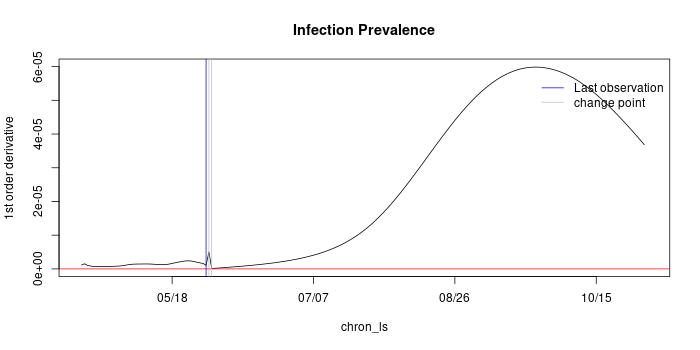 Infection Prevalence
1st order derivative
6e-05
4e-05
2e-05
0e+00
Last observation
change point
05/18
07/07
08/26
10/15
chron_ls